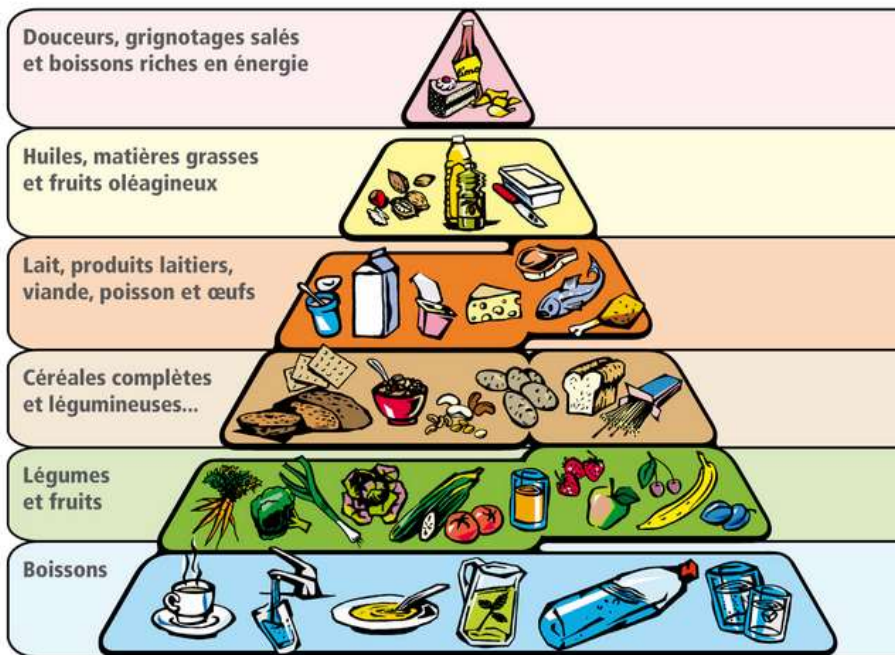 Douceurs, grignotages salés
et boissons riches en énergie
Huiles, matières grasses
et fruits oléagineux
Lait, produits laitiers,
viande, poisson et œufs
Céréales complètes
et légumineuses...
Légumes
et fruits
Boissons